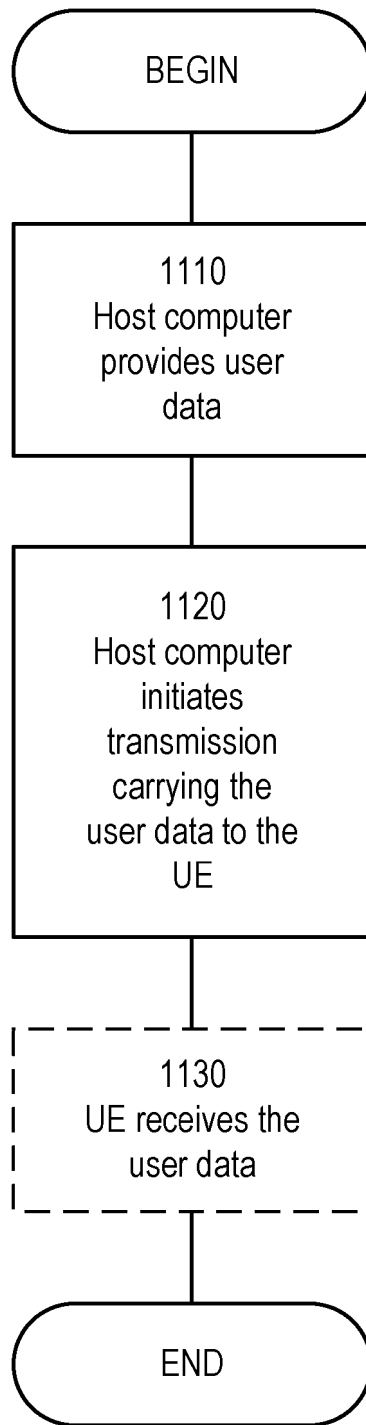 BEGIN
1110
Host computer
provides user
data
1120
Host computer
initiates
transmission
carrying the
user data to the
UE
1130
UE receives the
user data
END